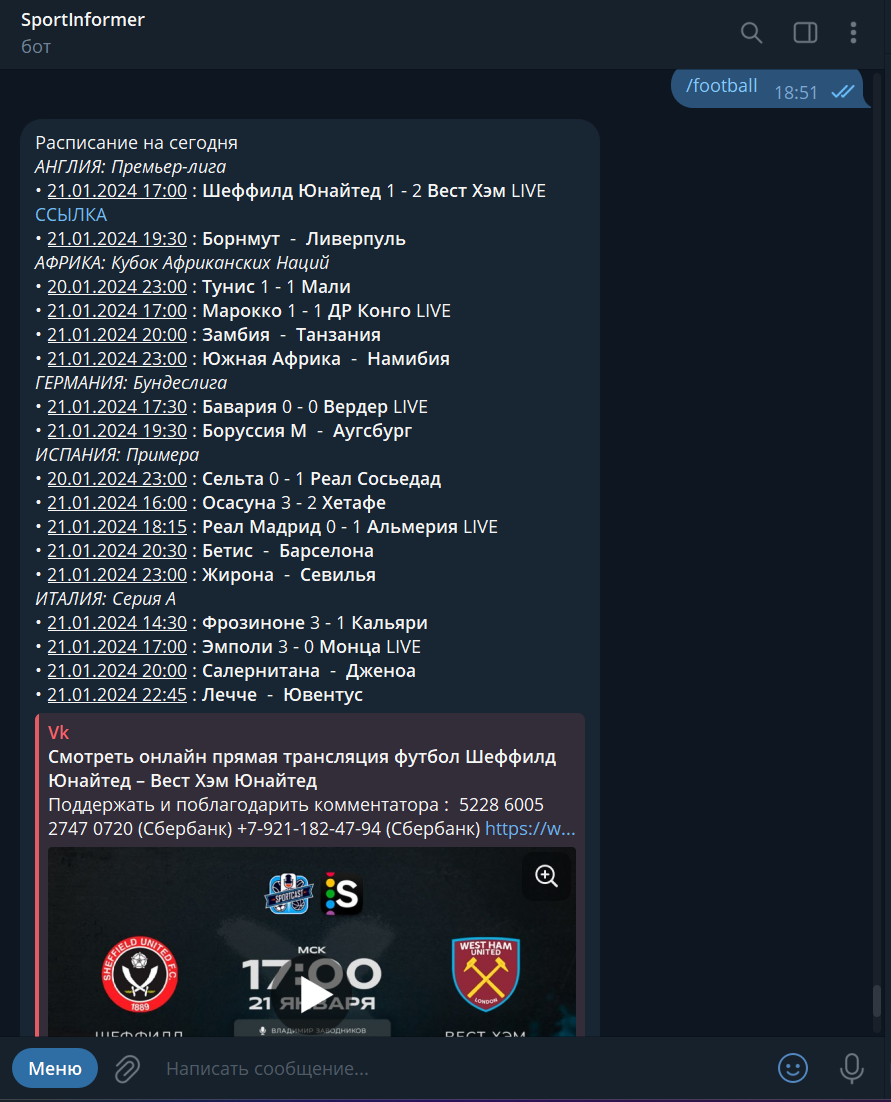 SportInformer
бот
/football 18:51
Расписание на сегодня
АНГЛИЯ: Премьер-лига
• 21.01.2024 17:00 : Шеффилд Юнайтед 1 - 2 Вест Хэм LIVE
ССЫЛКА
• 21.01.2024 19:30 : Борнмут - Ливерпуль
АФРИКА: Кубок Африканских Наций
• 20.01.2024 23:00 : Тунис 1 - 1 Мали
• 21.01.2024 17:00 : Марокко 1 - 1 ДР Конго LIVE
• 21.01.2024 20:00 : Замбия - Танзания
• 21.01.2024 23:00 : Южная Африка - Намибия
ГЕРМАНИЯ: Бундеслига
• 21.01.2024 17:30 : Бавария 0 - 0 Вердер LIVE
• 21.01.2024 19:30 : Боруссия М - Аугсбург
ИСПАНИЯ: Примера
• 20.01.2024 23:00 : Сельта 0 - 1 Реал Сосьедад
• 21.01.2024 16:00 : Осасуна 3 - 2 Хетафе
• 21.01.2024 18:15 : Реал Мадрид 0 - 1 Альмерия LIVE
• 21.01.2024 20:30 : Бетис - Барселона
• 21.01.2024 23:00 : Жирона - Севилья
ИТАЛИЯ: Серия А
• 21.01.2024 14:30 : Фрозиноне 3 - 1 Кальяри
• 21.01.2024 17:00 : Эмполи 3 - 0 Монца LIVE
• 21.01.2024 20:00 : Салернитана - Дженоа
• 21.01.2024 22:45 : Лечче - Ювентус
Vk
Смотреть онлайн прямая трансляция футбол Шеффилд
Юнайтед – Вест Хэм Юнайтед
Поддержать и поблагодарить комментатора : 5228 6005
2747 0720 (Сбербанк) +7-921-182-47-94 (Сбербанк) https://w...
SPORTCAST S
МСК
17:00
21 ЯНВАРЯ
SHEFFIELD UNITED F.C.
1889
WEST HAM
UNITED
LONDON
ВЛАДИМИР ЗАВОДНИКОВ
ШЕФФИЛД ВЕСТ ХЭМ
Меню Написать сообщение...